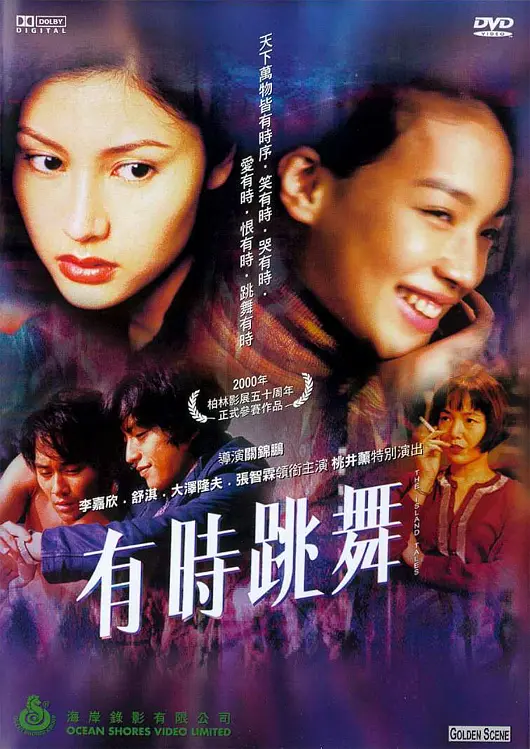 DOLBY
DIGITAL
DVD
VIDEO
天下萬物皆有時序·笑有時·哭有時·
愛有時·恨有時·跳舞有時
2000年
柏林影展五十周年
正式參賽作品
導演關錦鵬
李嘉欣·舒淇·大澤隆夫·張智霖領銜主演 桃井薰特別演出
THE ISLAND TALES
有時跳舞
海岸錄影有限公司
OCEAN SHORES VIDEO LIMITED
GOLDEN SCENE